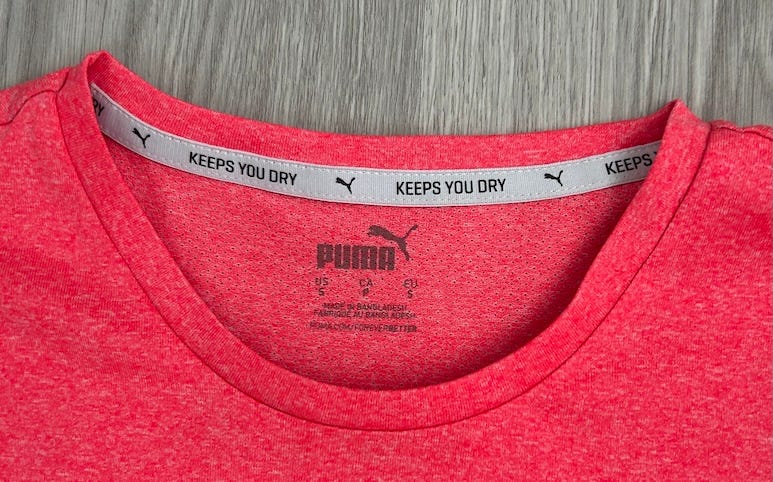 KEEPS YOU DRY KEEPS YOU DRY KEEPS
PUMA
US CA EU
S P S
MADE IN BANGLADESH
FABRIQUÉ AU BANGLADESH
PUMA.COM/FOREVERBETTER